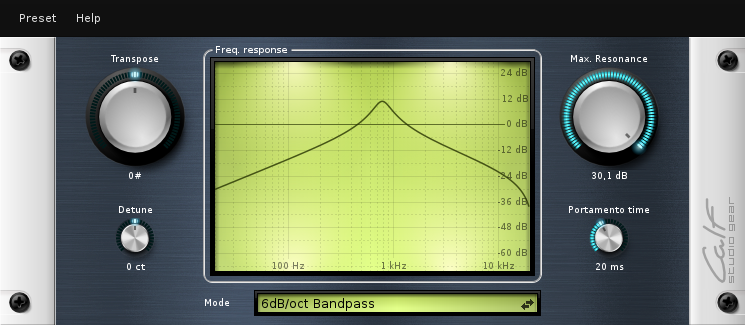 Preset Help
Transpose
0#
Detune
0 ct
Freq. response
24 dB
12 dB
0 dB
-12 dB
-24 dB
-36 dB
-48 dB
-60 dB
100 Hz 1 kHz 10 kHz
Mode 6dB/oct Bandpass
Max. Resonance
30,1 dB
Portamento time
20 ms
Calf
studio gear